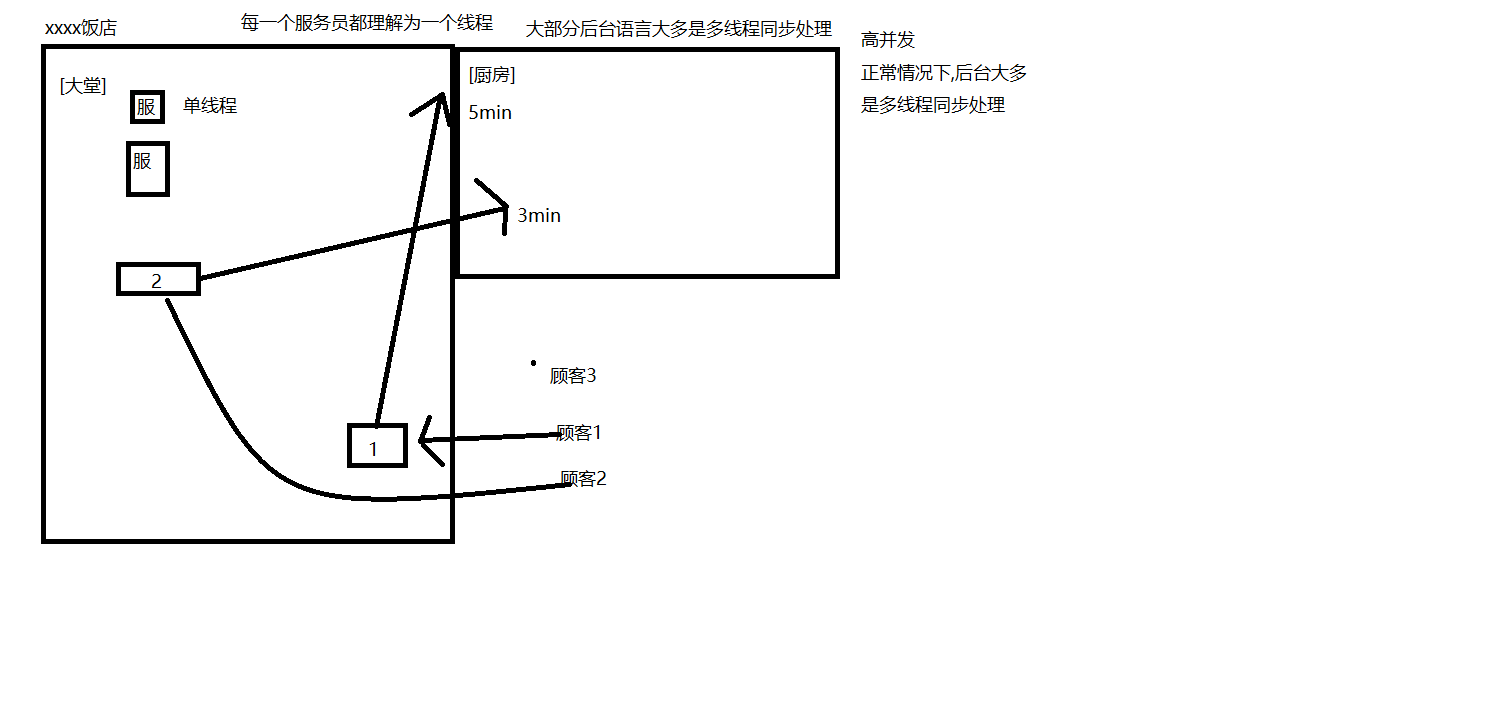 xxxx饭店
每一个服务员都理解为一个线程
大部分后台语言大多是多线程同步处理
高并发
正常情况下,后台大多
是多线程同步处理
[大堂]
服
单线程
服
[厨房]
5min
3min
2
1
顾客3
顾客1
顾客2